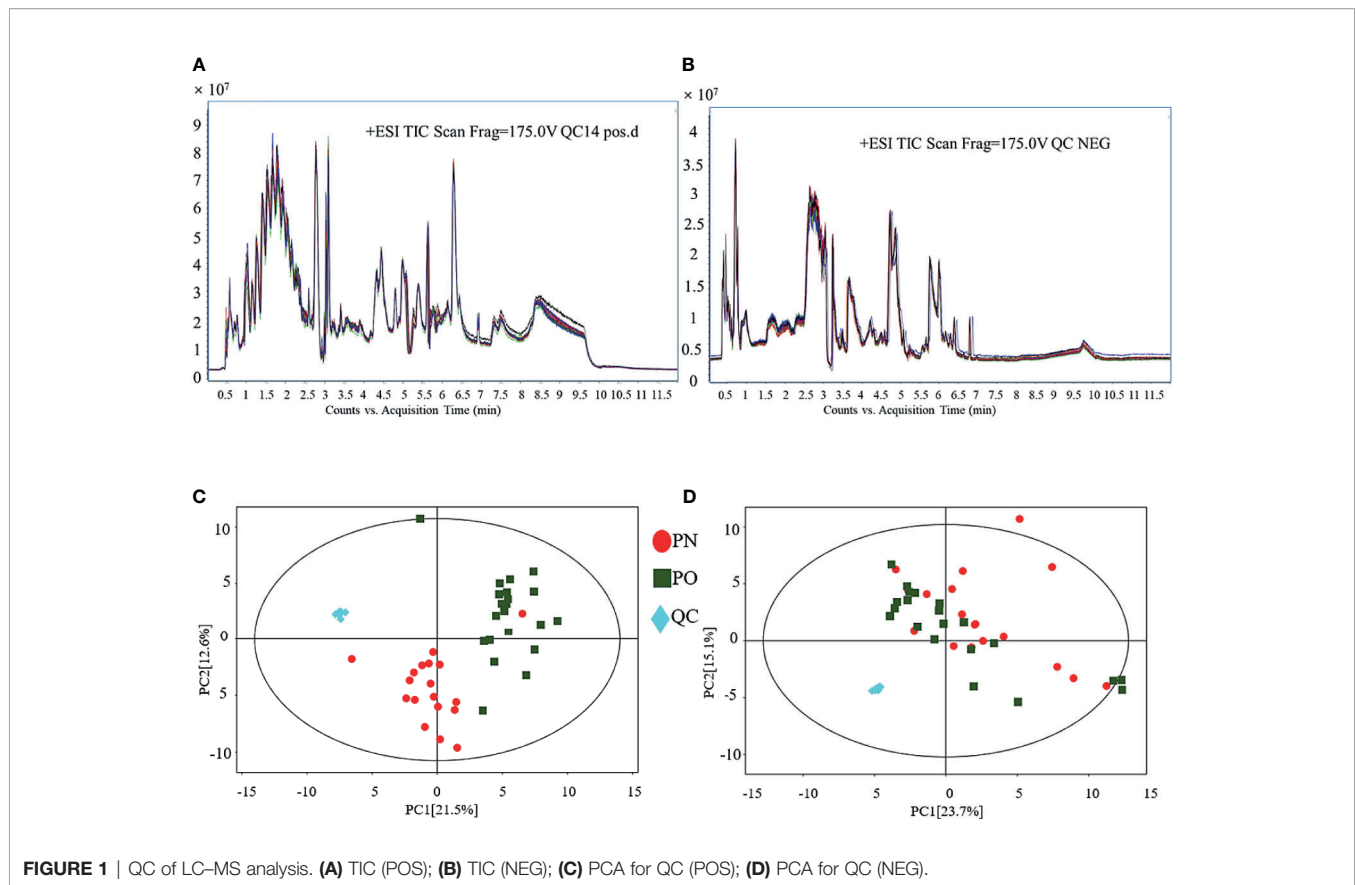 A
× 10⁷
9
8
7
6
5
4
3
2
1
0
+ESI TIC Scan Frag=175.0V QC14 pos.d
0.5 1 1.5 2 2.5 3 3.5 4 4.5 5 5.5 6 6.5 7 7.5 8 8.5 9 9.5 10 10.5 11 11.5
Counts vs. Acquisition Time (min)
B
× 10⁷
4
3.5
3
2.5
2
1.5
1
0.5
0
+ESI TIC Scan Frag=175.0V QC NEG
0.5 1 1.5 2 2.5 3 3.5 4 4.5 5 5.5 6 6.5 7 7.5 8 8.5 9 9.5 10 10.5 11 11.5
Counts vs. Acquisition Time (min)
C
PC2[12.6%]
10
5
0
5
-10
-15 -10 5 0 5 10 15
PC1[21.5%]
PN
PO
QC
D
PC2[15.1%]
10
5
0
-5
-10
-15 -10 -5 0 5 10 15
PC1[23.7%]
FIGURE 1 | QC of LC–MS analysis. (A) TIC (POS); (B) TIC (NEG); (C) PCA for QC (POS); (D) PCA for QC (NEG).